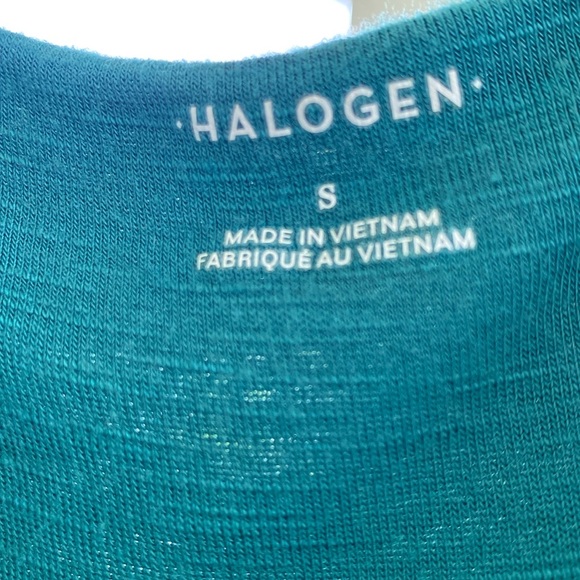 ·HALOGEN·
S
MADE IN VIETNAM
FABRIQUÉ AU VIETNAM